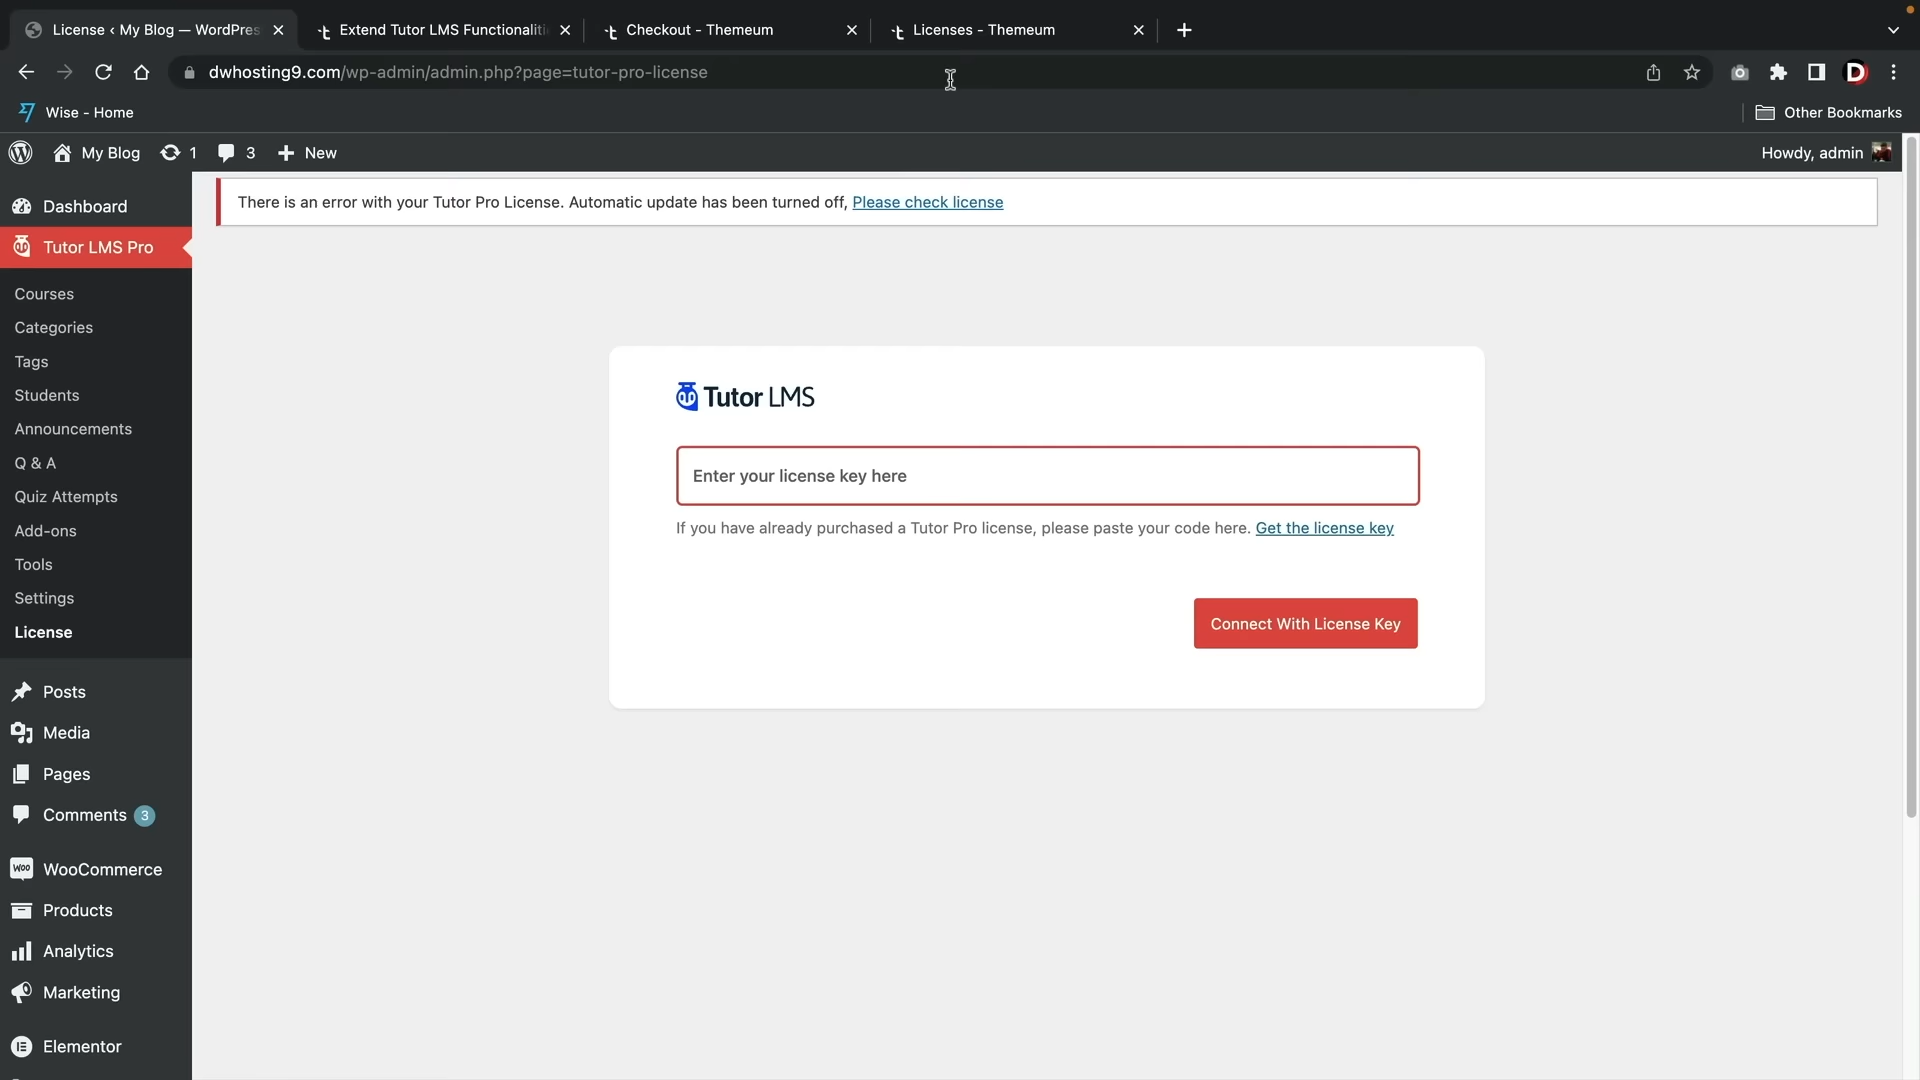 License ‹ My Blog — WordPres
Extend Tutor LMS Functionaliti
Checkout - Themeum
Licenses - Themeum
dwhosting9.com/wp-admin/admin.php?page=tutor-pro-license
Wise - Home
Other Bookmarks
My Blog
1
3
New
Howdy, admin
Dashboard
Tutor LMS Pro
Courses
Categories
Tags
Students
Announcements
Q & A
Quiz Attempts
Add-ons
Tools
Settings
License
Posts
Media
Pages
Comments 3
WooCommerce
Products
Analytics
Marketing
Elementor
There is an error with your Tutor Pro License. Automatic update has been turned off, Please check license
Tutor LMS
Enter your license key here
If you have already purchased a Tutor Pro license, please paste your code here. Get the license key
Connect With License Key